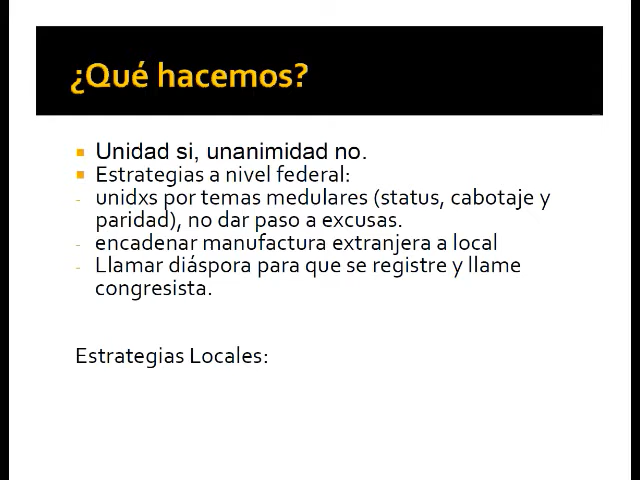 ¿Qué hacemos?
Unidad si, unanimidad no.
Estrategias a nivel federal:
- unidxs por temas medulares (status, cabotaje y
paridad), no dar paso a excusas.
- encadenar manufactura extranjera a local
- Llamar diáspora para que se registre y llame
congresista.
Estrategias Locales: